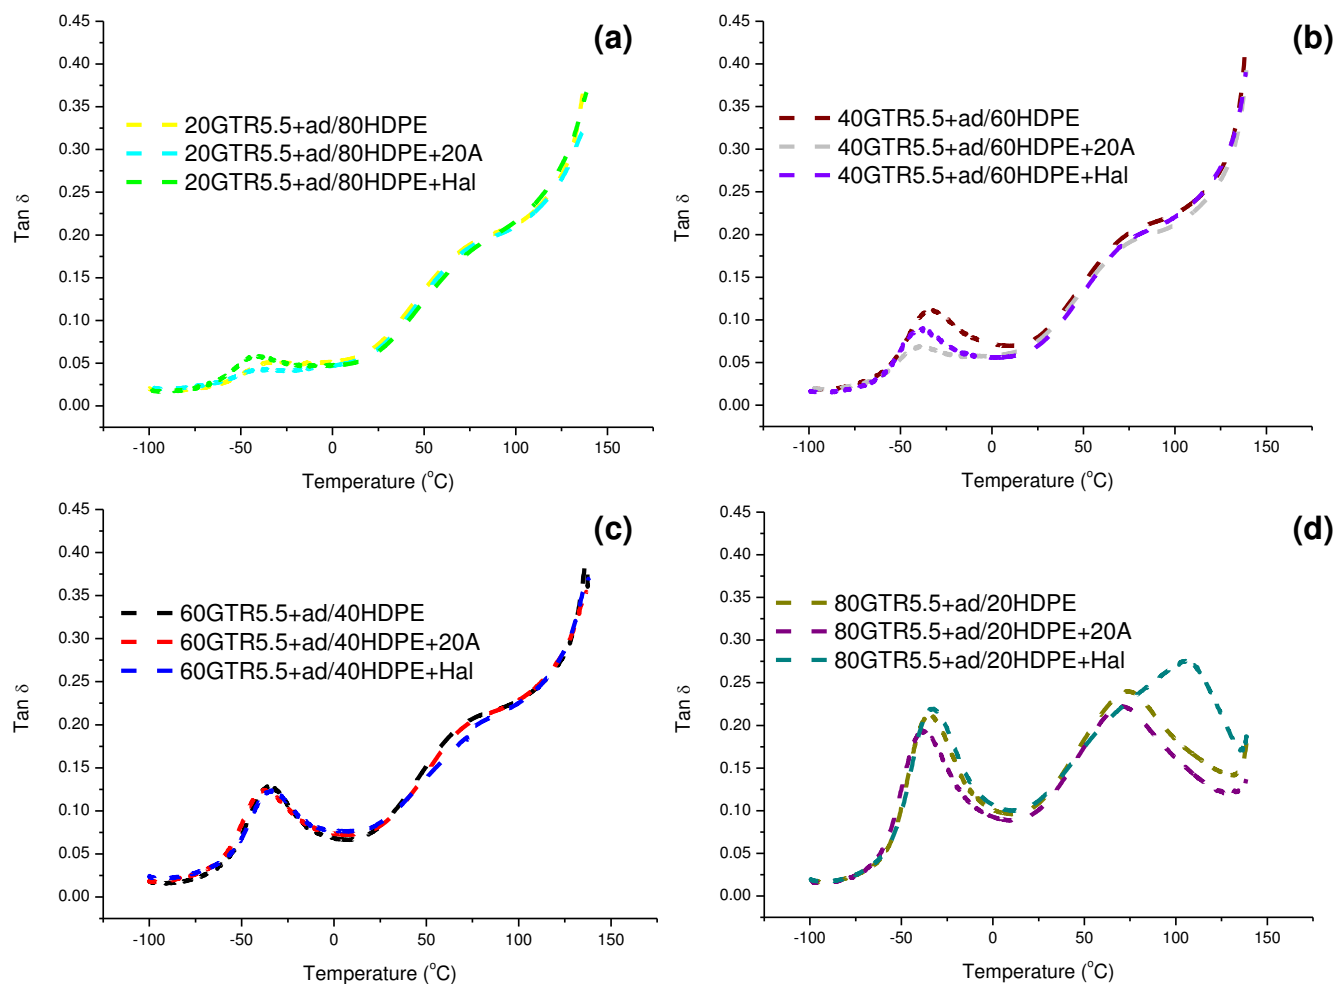 (a)
0.45
0.40
0.35
0.30
0.25
0.20
0.15
0.10
0.05
0.00
Tan δ
20GTR5.5+ad/80HDPE
20GTR5.5+ad/80HDPE+20A
20GTR5.5+ad/80HDPE+Hal
-100 -50 0 50 100 150
Temperature (°C)
(b)
0.45
0.40
0.35
0.30
0.25
0.20
0.15
0.10
0.05
0.00
Tan δ
40GTR5.5+ad/60HDPE
40GTR5.5+ad/60HDPE+20A
40GTR5.5+ad/60HDPE+Hal
-100 -50 0 50 100 150
Temperature (°C)
(c)
0.45
0.40
0.35
0.30
0.25
0.20
0.15
0.10
0.05
0.00
Tan δ
60GTR5.5+ad/40HDPE
60GTR5.5+ad/40HDPE+20A
60GTR5.5+ad/40HDPE+Hal
-100 -50 0 50 100 150
Temperature (°C)
(d)
0.45
0.40
0.35
0.30
0.25
0.20
0.15
0.10
0.05
0.00
Tan δ
80GTR5.5+ad/20HDPE
80GTR5.5+ad/20HDPE+20A
80GTR5.5+ad/20HDPE+Hal
-100 -50 0 50 100 150
Temperature (°C)